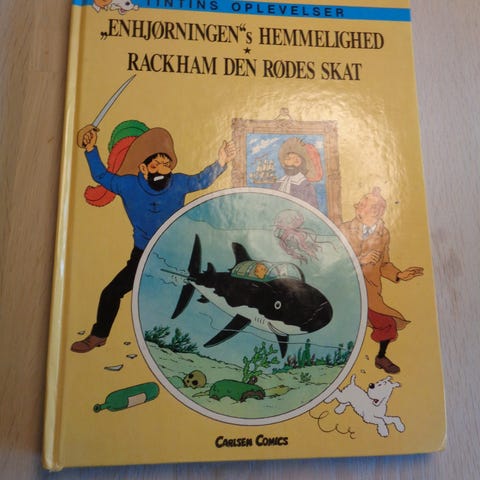 TINTINS OPLEVELSER
„ENHJØRNINGEN“s HEMMELIGHED
*
RACKHAM DEN RØDES SKAT
CARLSEN COMICS